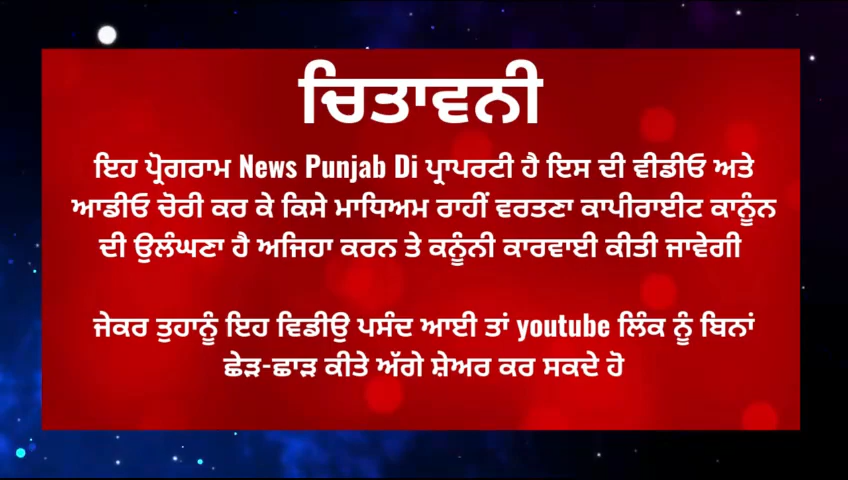 ਚਿਤਾਵਨੀ
ਇਹ ਪ੍ਰੋਗਰਾਮ News Punjab Di ਪ੍ਰਾਪਰਟੀ ਹੈ ਇਸ ਦੀ ਵੀਡੀਓ ਅਤੇ
ਆਡੀਓ ਚੋਰੀ ਕਰ ਕੇ ਕਿਸੇ ਮਾਧਿਅਮ ਰਾਹੀਂ ਵਰਤਣਾ ਕਾਪੀਰਾਈਟ ਕਾਨੂੰਨ
ਦੀ ਉਲੰਘਣਾ ਹੈ ਅਜਿਹਾ ਕਰਨ ਤੇ ਕਨੂੰਨੀ ਕਾਰਵਾਈ ਕੀਤੀ ਜਾਵੇਗੀ
ਜੇਕਰ ਤੁਹਾਨੂੰ ਇਹ ਵਿਡੀਉ ਪਸੰਦ ਆਈ ਤਾਂ youtube ਲਿੰਕ ਨੂੰ ਬਿਨਾਂ
ਛੇੜ-ਛਾੜ ਕੀਤੇ ਅੱਗੇ ਸ਼ੇਅਰ ਕਰ ਸਕਦੇ ਹੋ